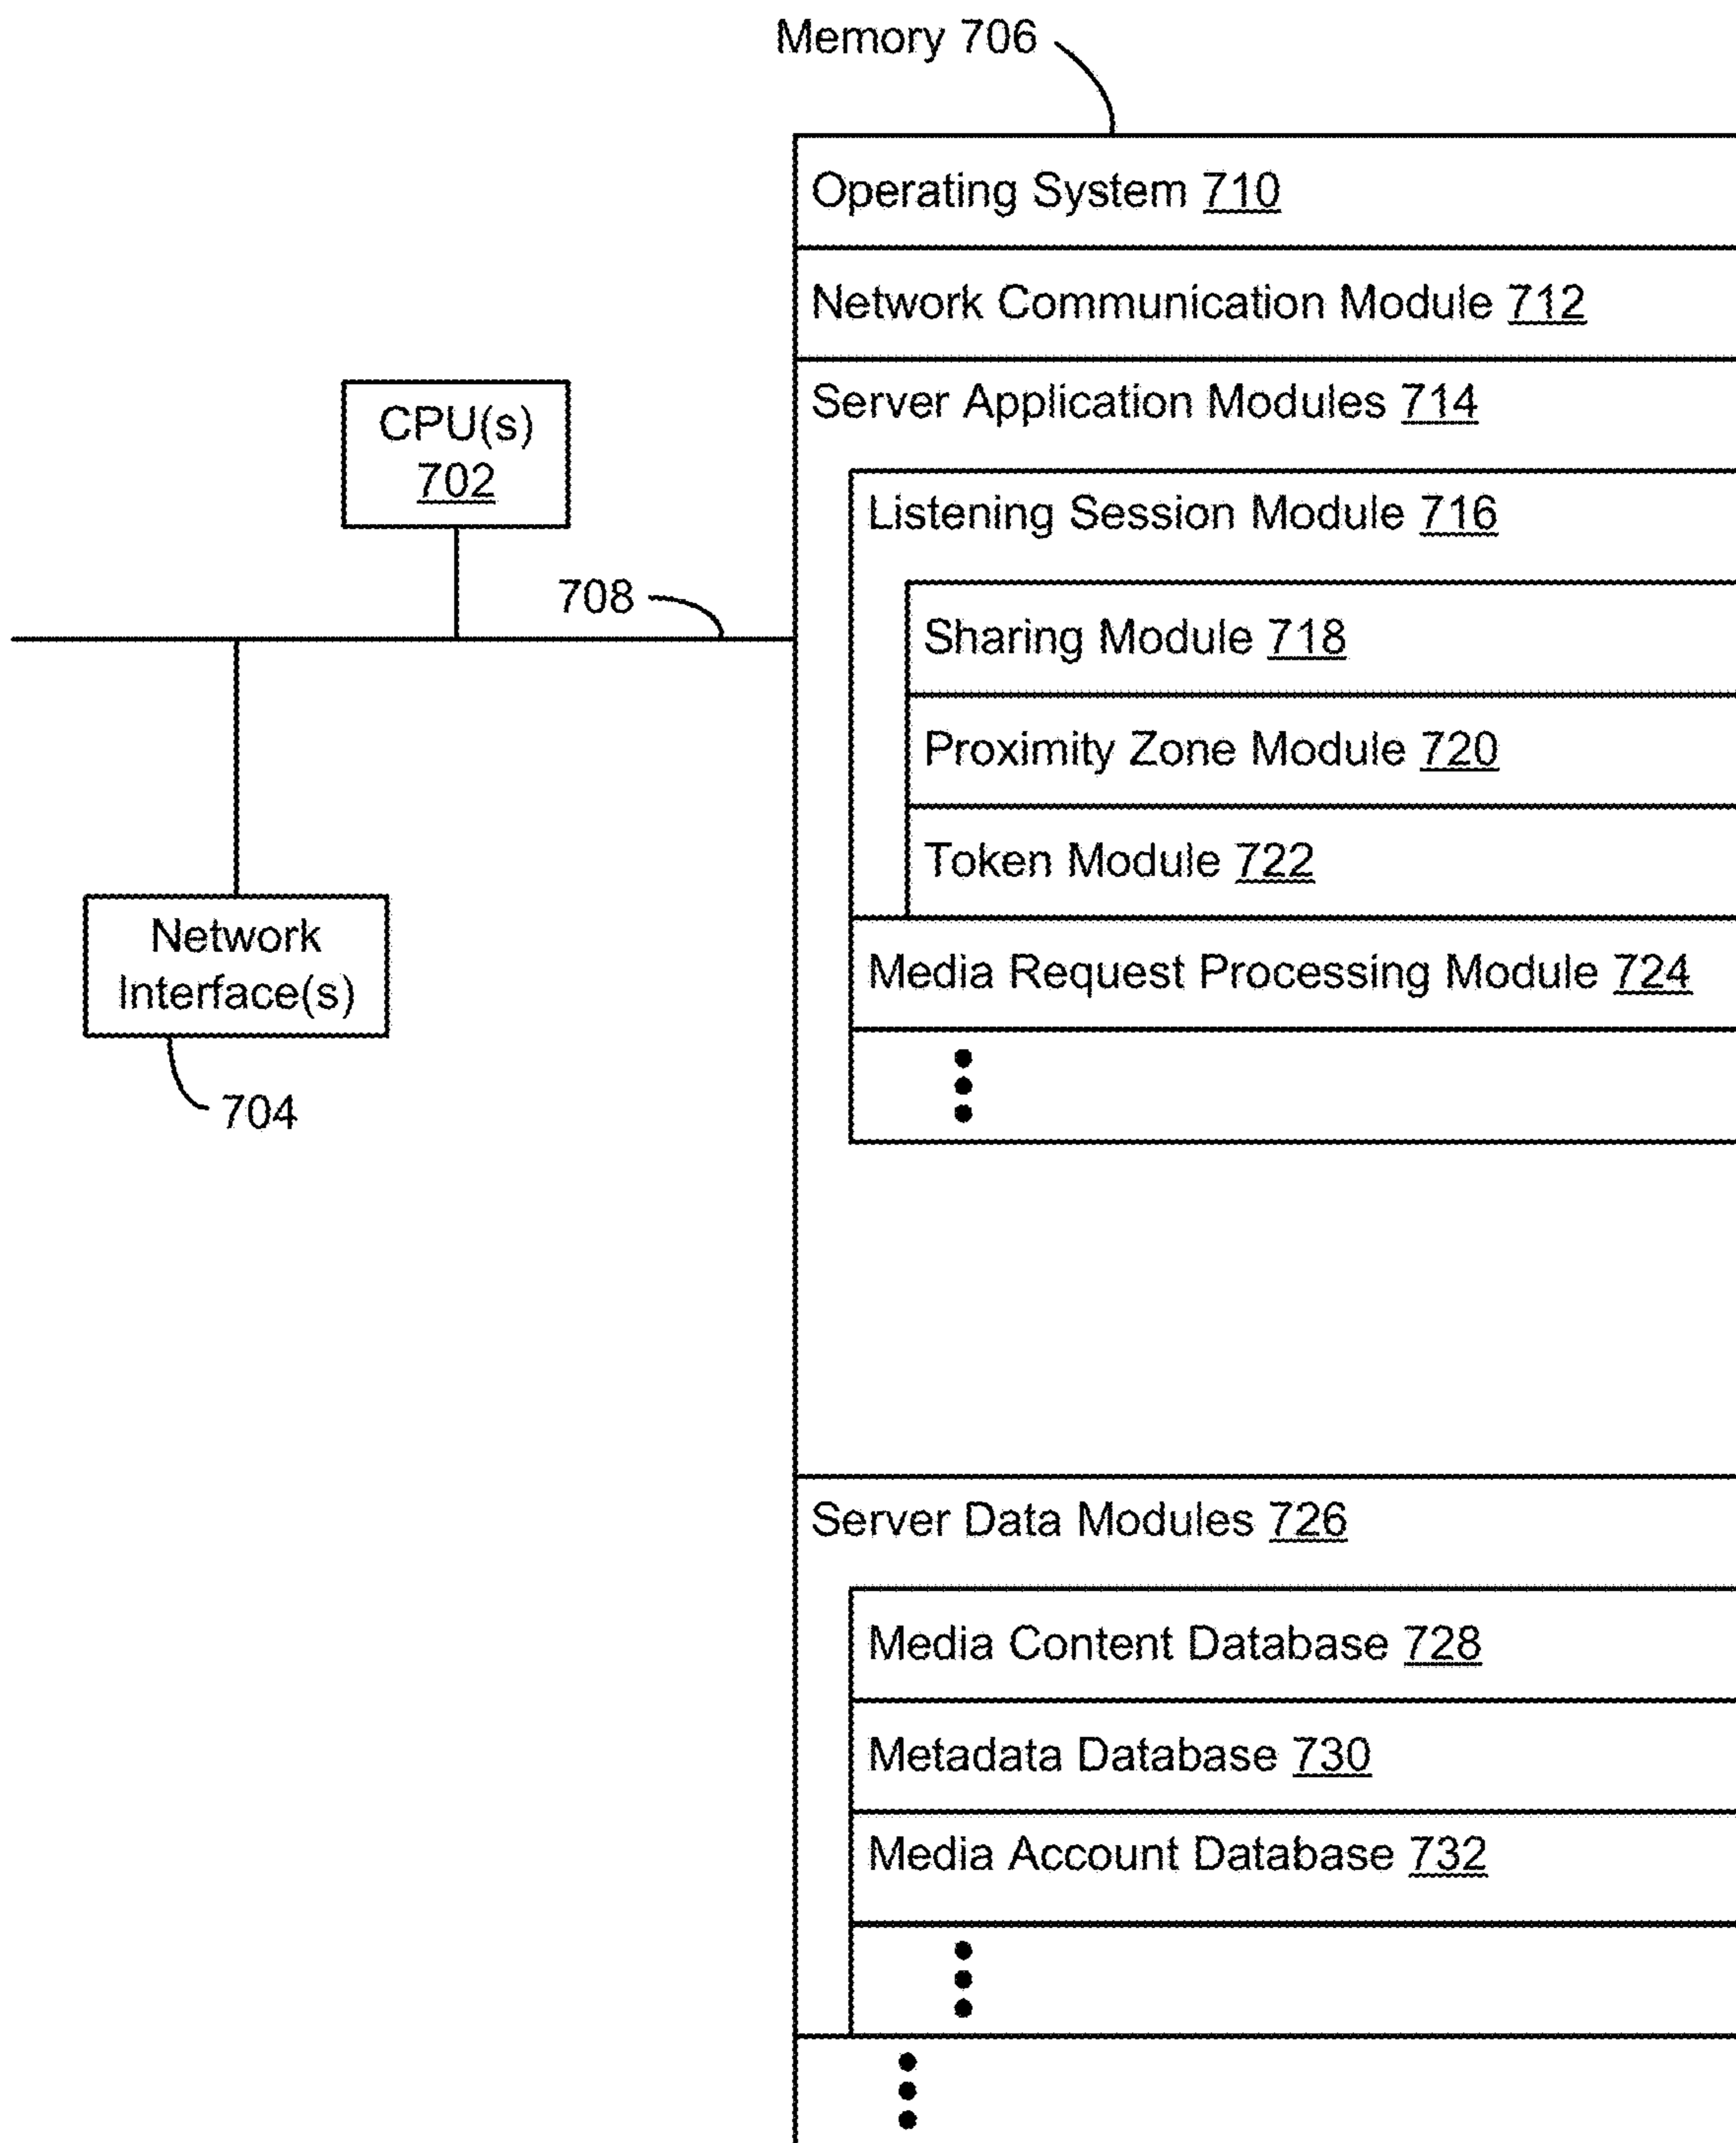 Memory 706
Operating System 710
Network Communication Module 712
Server Application Modules 714
CPU(s)
702
Listening Session Module 716
708
Sharing Module 718
Proximity Zone Module 720
Token Module 722
Network
Interface(s)
Media Request Processing Module 724
704
Server Data Modules 726
Media Content Database 728
Metadata Database 730
Media Account Database 732